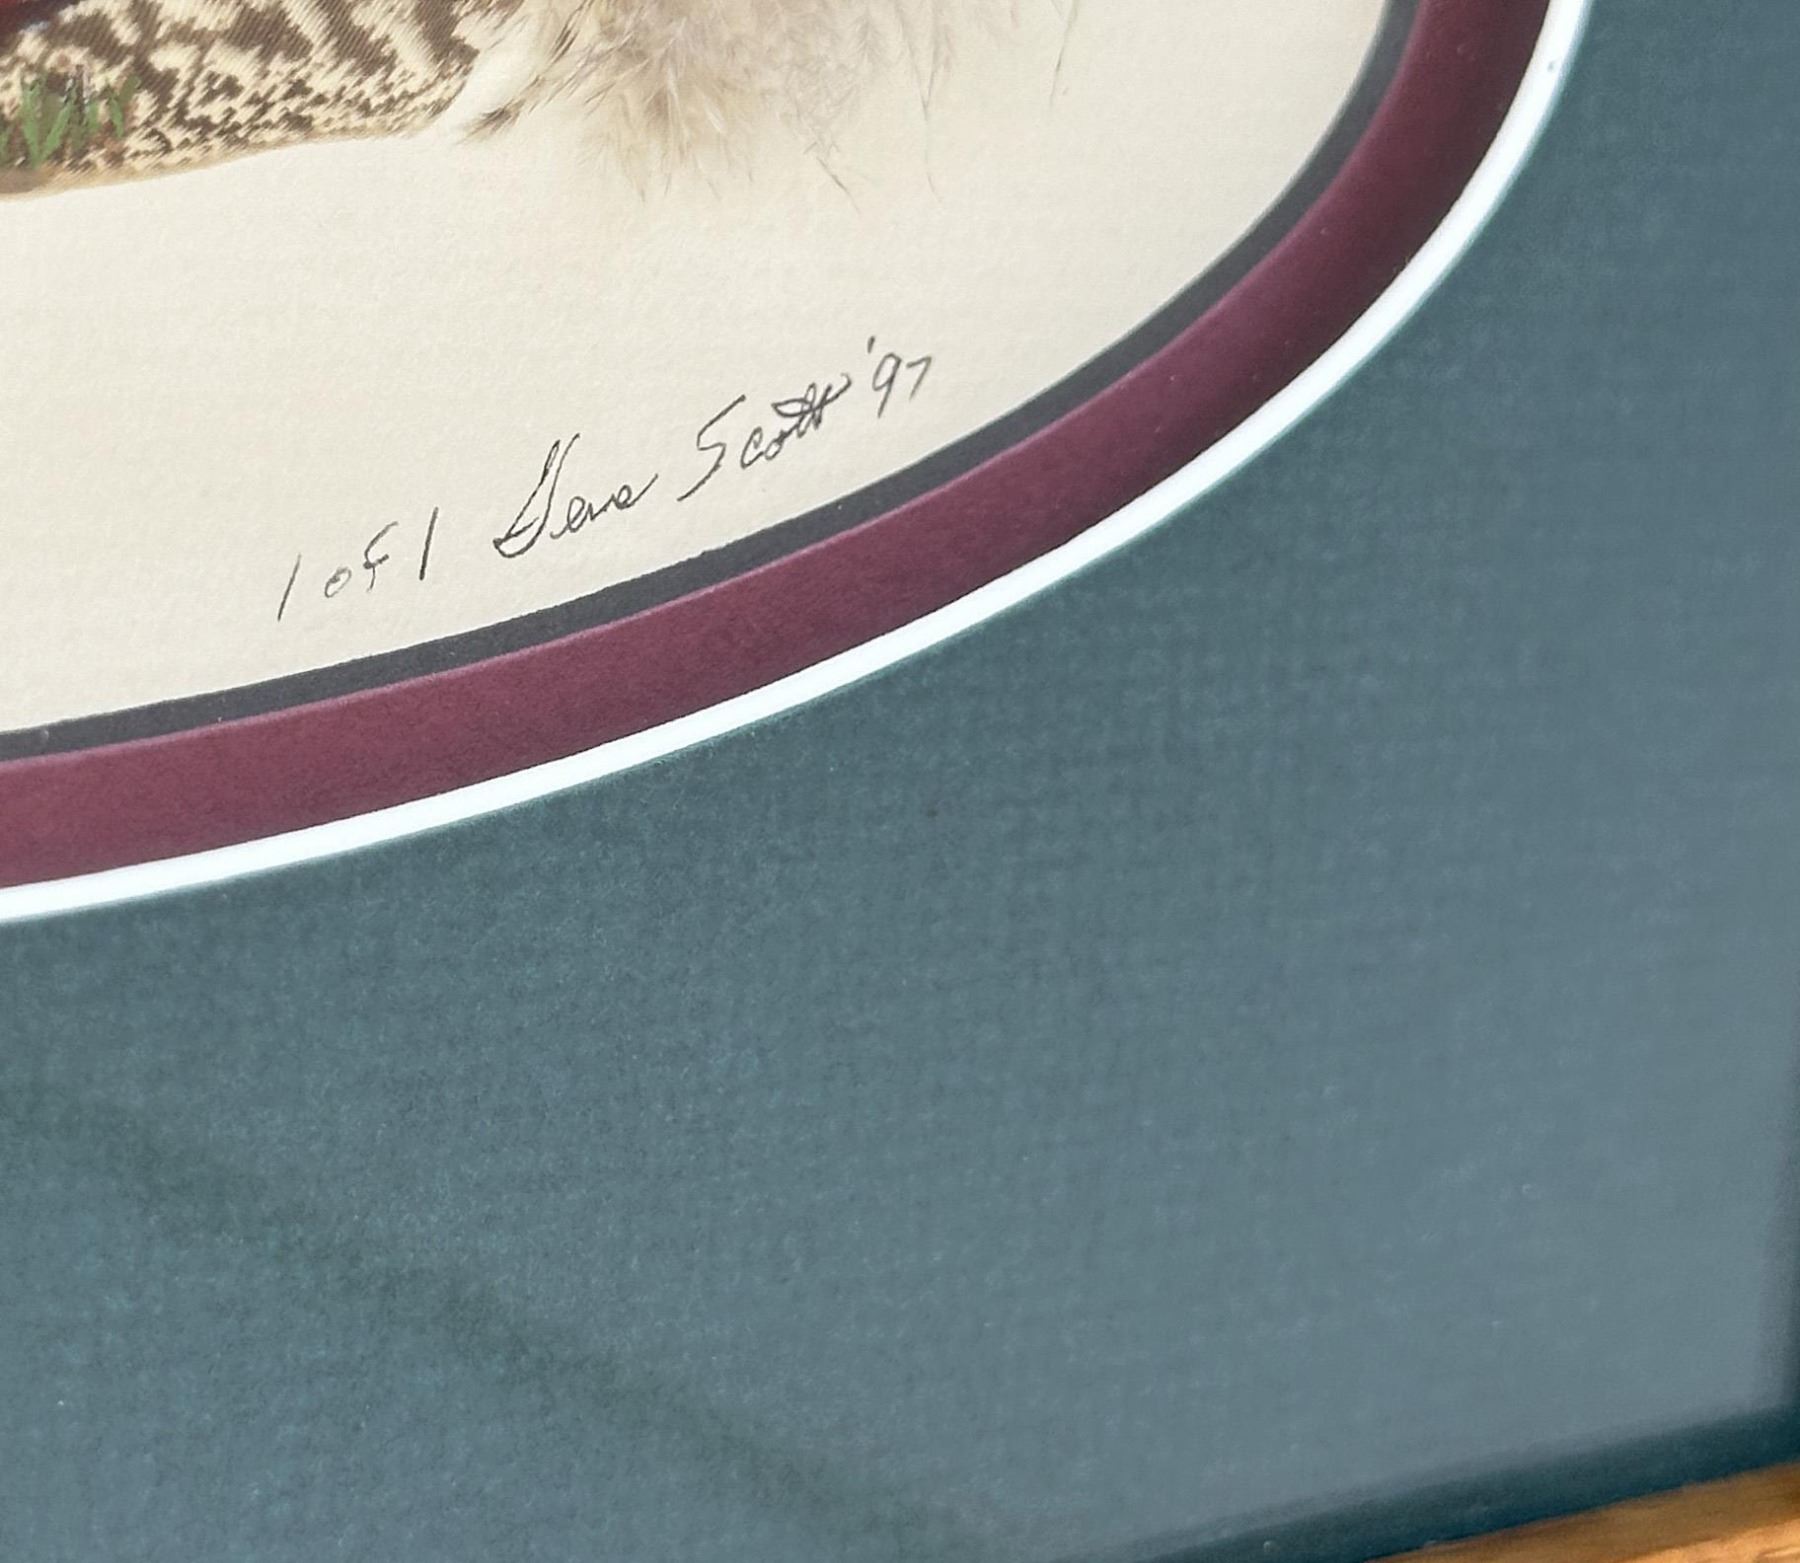 1 of 1 Gene Scott '97